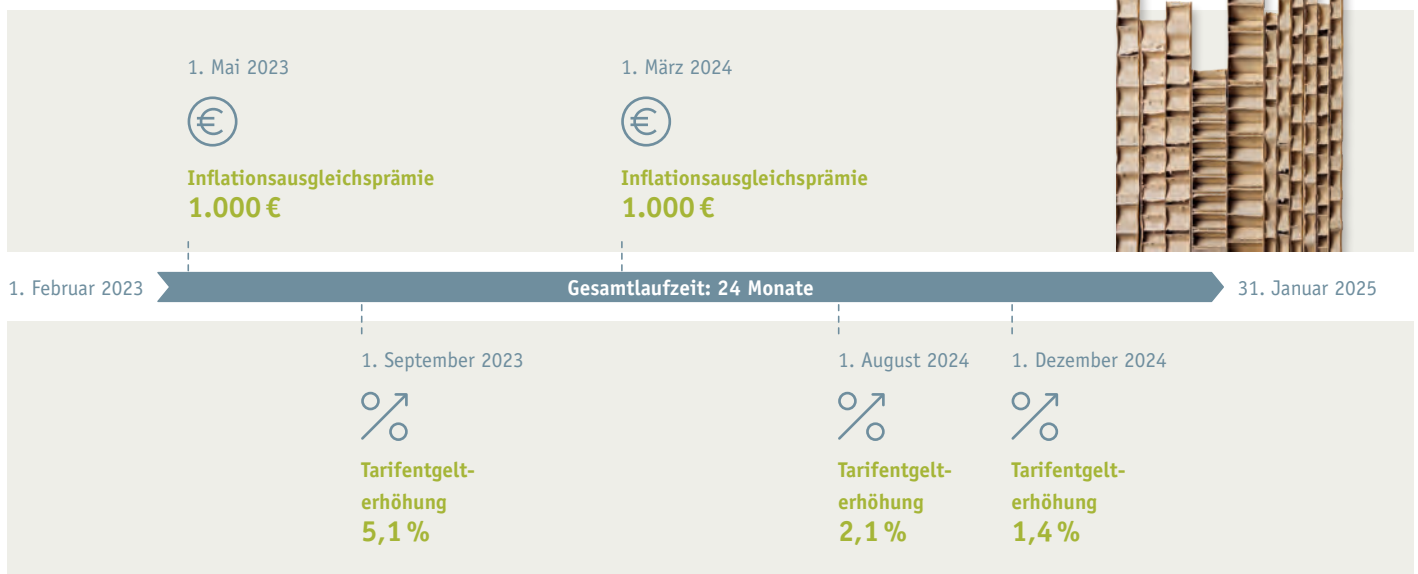 1. Mai 2023
1. März 2024
Inflationsausgleichsprämie
1.000 €
Inflationsausgleichsprämie
1.000 €
1. Februar 2023
Gesamtlaufzeit: 24 Monate
31. Januar 2025
1. September 2023
1. August 2024
1. Dezember 2024
Tarifentgelt-
erhöhung
5,1 %
Tarifentgelt-
erhöhung
2,1 %
Tarifentgelt-
erhöhung
1,4 %